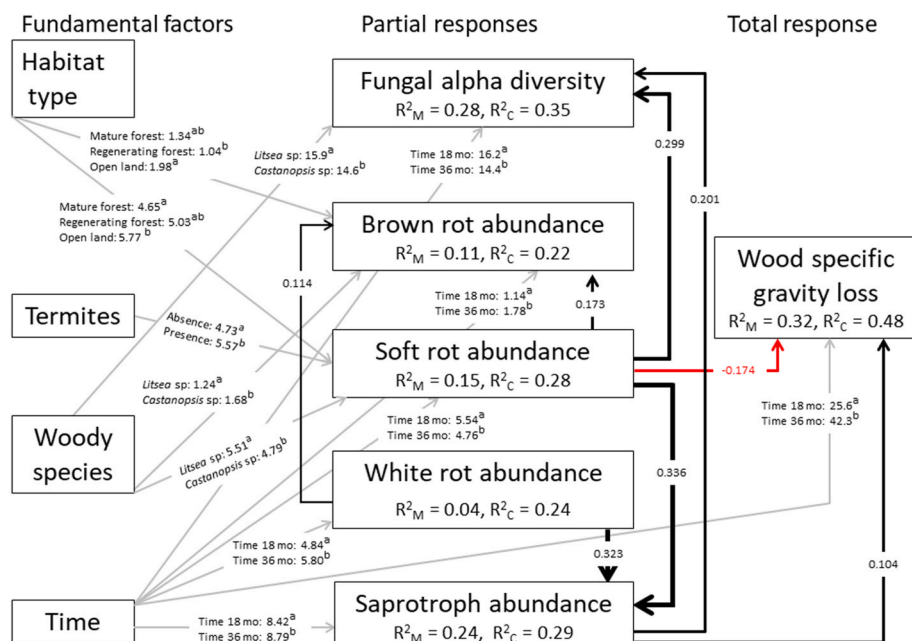 Fundamental factors
Partial responses
Total response
Habitat
type
Fungal alpha diversity
R²M = 0.28, R²C = 0.35
Mature forest: 1.34ab
Regenerating forest: 1.04b
Open land: 1.98a
Litsea sp: 15.9a
Castanopsis sp: 14.6b
Time 18 mo: 16.2a
Time 36 mo: 14.4b
0.299
0.201
Mature forest: 4.65a
Regenerating forest: 5.03ab
Open land: 5.77 b
Brown rot abundance
R²M = 0.11, R²C = 0.22
0.114
Wood specific
gravity loss
R²M = 0.32, R²C = 0.48
Termites
Absence: 4.73a
Presence: 5.57b
Time 18 mo: 1.14a
Time 36 mo: 1.78b
0.173
Soft rot abundance
R²M = 0.15, R²C = 0.28
-0.174
Litsea sp: 1.24a
Castanopsis sp: 1.68b
Time 18 mo: 25.6a
Time 36 mo: 42.3b
Woody
species
Litsea sp: 5.51a
Castanopsis sp: 4.79b
Time 18 mo: 5.54a
Time 36 mo: 4.76b
White rot abundance
R²M = 0.04, R²C = 0.24
0.336
Time 18 mo: 4.84a
Time 36 mo: 5.80b
0.323
0.104
Time
Time 18 mo: 8.42a
Time 36 mo: 8.79b
Saprotroph abundance
R²M = 0.24, R²C = 0.29